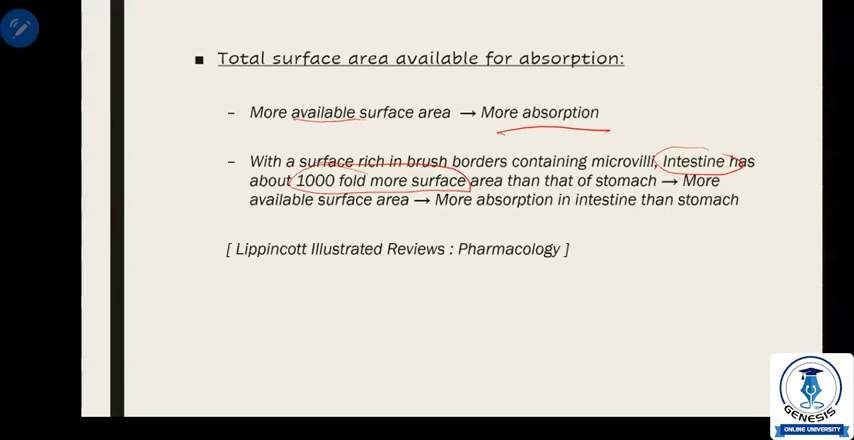 ■ Total surface area available for absorption:
– More available surface area → More absorption
– With a surface rich in brush borders containing microvilli, Intestine has
about 1000 fold more surface area than that of stomach → More
available surface area → More absorption in intestine than stomach
[ Lippincott Illustrated Reviews : Pharmacology ]
GENESIS
ONLINE UNIVERSITY